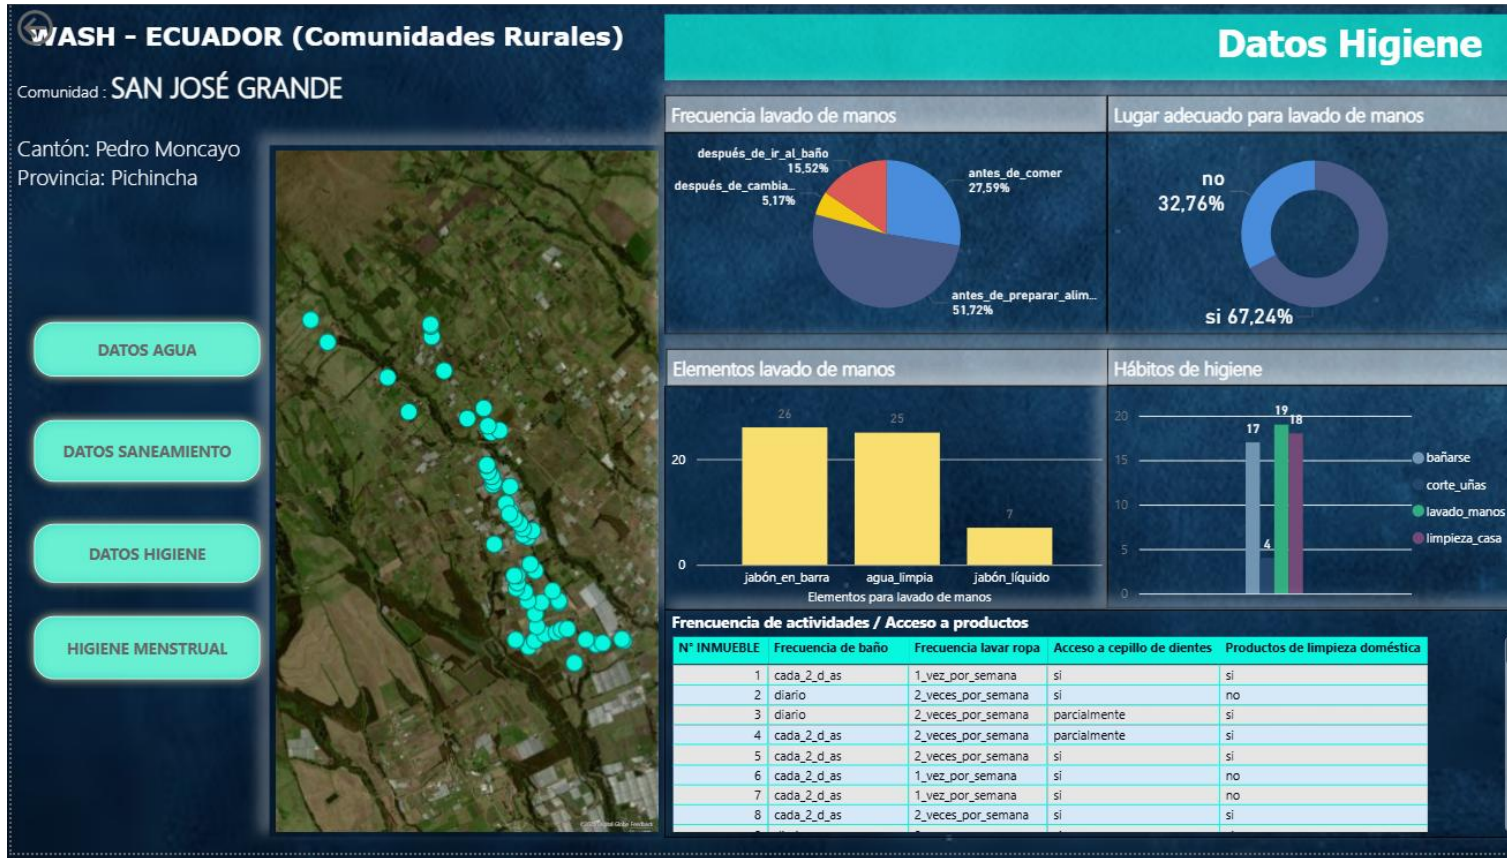 WASH - ECUADOR (Comunidades Rurales)
Comunidad : SAN JOSÉ GRANDE
Cantón: Pedro Moncayo
Provincia: Pichincha
DATOS AGUA
DATOS SANEAMIENTO
DATOS HIGIENE
HIGIENE MENSTRUAL
Datos Higiene
Frecuencia lavado de manos
después_de_ir_al_baño
15,52%
después_de_cambia...
5,17%
antes_de_comer
27,59%
antes_de_preparar_alim...
51,72%
Lugar adecuado para lavado de manos
no
32,76%
si 67,24%
Elementos lavado de manos
26
25
20
7
0
jabón_en_barra agua_limpia jabón_líquido
Elementos para lavado de manos
Hábitos de higiene
20
15
10
5
0
17
4
19
18
bañarse
corte_uñas
lavado_manos
limpieza_casa
Frencuencia de actividades / Acceso a productos
N° INMUEBLE Frecuencia de baño Frecuencia lavar ropa Acceso a cepillo de dientes Productos de limpieza doméstica
1 cada_2_d_as 1_vez_por_semana si si
2 diario 2_veces_por_semana si no
3 diario 2_veces_por_semana parcialmente si
4 cada_2_d_as 2_veces_por_semana parcialmente si
5 cada_2_d_as 2_veces_por_semana si si
6 cada_2_d_as 1_vez_por_semana si no
7 cada_2_d_as 1_vez_por_semana si no
8 cada_2_d_as 2_veces_por_semana si si